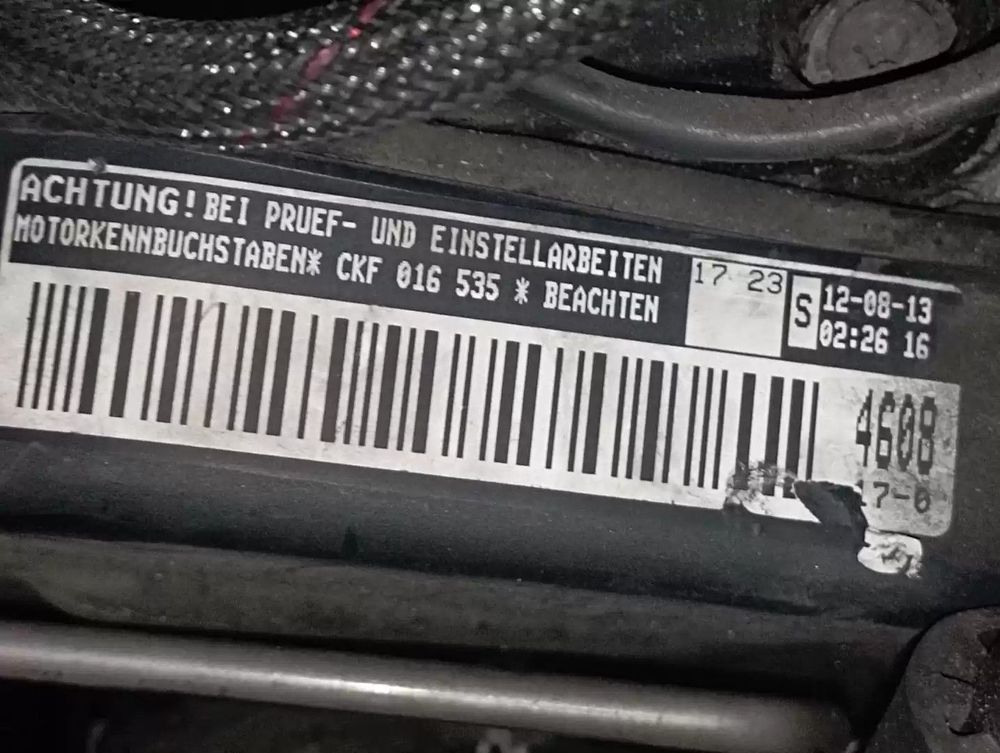 ACHTUNG! BEI PRUEF- UND EINSTELLARBEITEN
MOTORKENNBUCHSTABEN* CKF 016 535 * BEACHTEN
17 23
S
12-08-13
02:26 16
4608
17-0